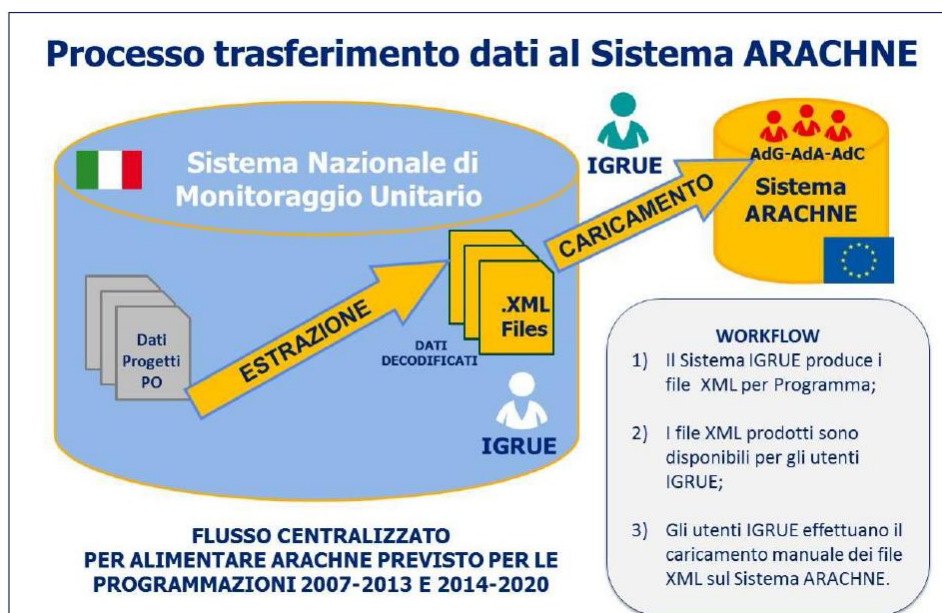 Processo trasferimento dati al Sistema ARACHNE
Sistema Nazionale di
Monitoraggio Unitario
IGRUE
AdG-AdA-AdC
Sistema
ARACHNE
CARICAMENTO
ESTRAZIONE
.XML
Files
DATI
DECODIFICATI
Dati
Progetti
PO
IGRUE
WORKFLOW
1) Il Sistema IGRUE produce i
file XML per Programma;
2) I file XML prodotti sono
disponibili per gli utenti
IGRUE;
3) Gli utenti IGRUE effettuano il
caricamento manuale dei file
XML sul Sistema ARACHNE.
FLUSSO CENTRALIZZATO
PER ALIMENTARE ARACHNE PREVISTO PER LE
PROGRAMMAZIONI 2007-2013 E 2014-2020